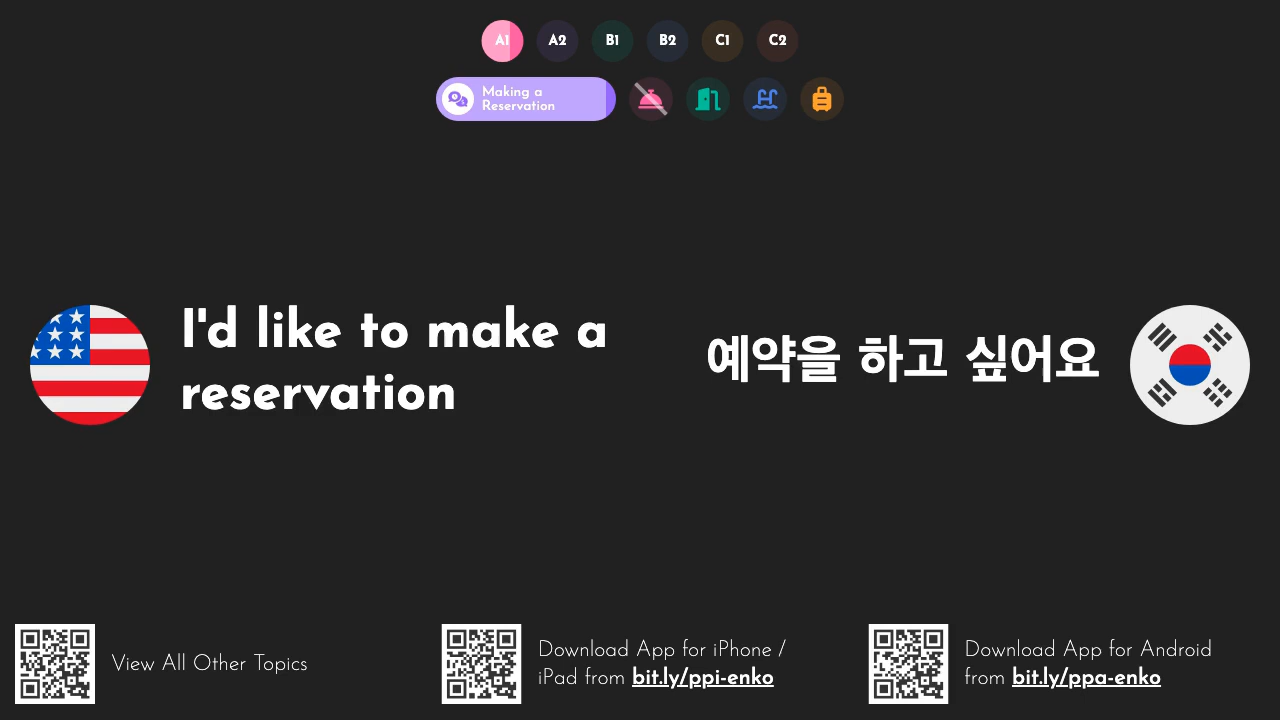 A1 A2 B1 B2 C1 C2
Making a
Reservation
I'd like to make a
reservation
예약을 하고 싶어요
View All Other Topics
Download App for iPhone /
iPad from bit.ly/ppi-enko
Download App for Android
from bit.ly/ppa-enko